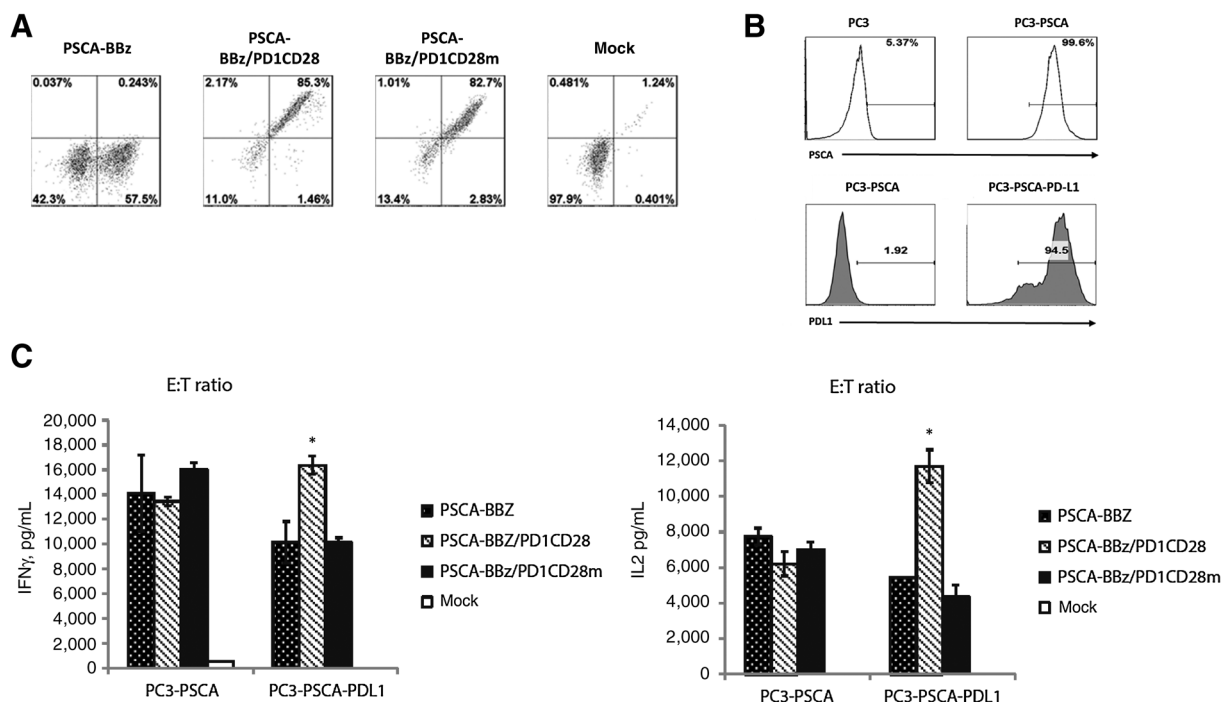 A
PSCA-BBz
PSCA-
BBz/PD1CD28
PSCA-
BBz/PD1CD28m
Mock
0.037% 0.243%
42.3% 57.5%
2.17% 85.3%
11.0% 1.46%
1.01% 82.7%
13.4% 2.83%
0.481% 1.24%
97.9% 0.401%
B
PC3 PC3-PSCA
5.37% 99.6%
PSCA
PC3-PSCA PC3-PSCA-PD-L1
1.92 94.5
PDL1
C
E:T ratio
IFNγ, pg/mL
20,000
18,000
16,000
14,000
12,000
10,000
8,000
6,000
4,000
2,000
0
*
PC3-PSCA PC3-PSCA-PDL1
PSCA-BBZ
PSCA-BBZ/PD1CD28
PSCA-BBz/PD1CD28m
Mock
E:T ratio
IL2 pg/mL
14,000
12,000
10,000
8,000
6,000
4,000
2,000
0
*
PC3-PSCA PC3-PSCA-PDL1
PSCA-BBZ
PSCA-BBz/PD1CD28
PSCA-BBz/PD1CD28m
Mock